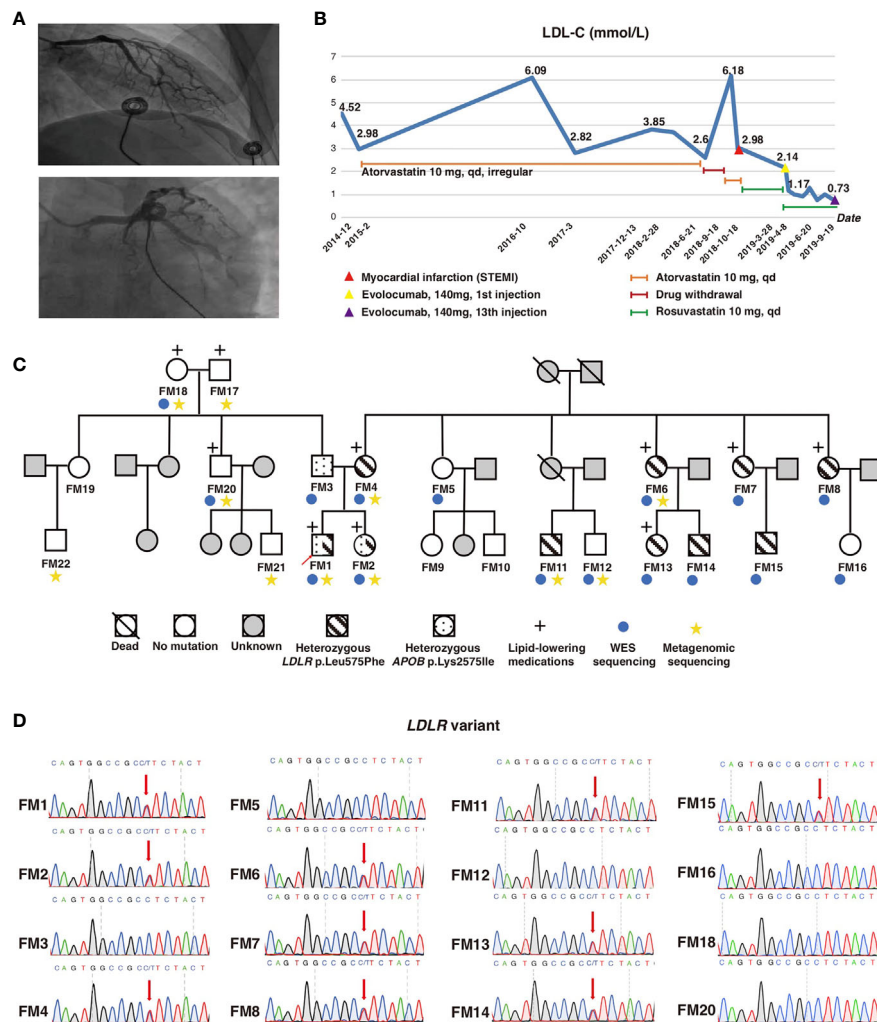 A
B
LDL-C (mmol/L)
7
6
5
4
3
2
1
0
4.52
2.98
6.09
2.82
3.85
2.6
6.18
2.98
2.14
1.17
0.73
Atorvastatin 10 mg, qd, irregular
Date
2014-12
2015-2
2016-10
2017-3
2017-12-13
2018-2-28
2018-6-21
2018-9-18
2018-10-18
2019-3-28
2019-4-8
2019-6-20
2019-9-19
Myocardial infarction (STEMI)
Evolocumab, 140mg, 1st injection
Evolocumab, 140mg, 13th injection
Atorvastatin 10 mg, qd
Drug withdrawal
Rosuvastatin 10 mg, qd
C
+ +
FM18 FM17
+ + + + +
FM19 FM20 FM3 FM4 FM5 FM6 FM7 FM8
+ + +
FM22 FM21 FM1 FM2 FM9 FM10 FM11 FM12 FM13 FM14 FM15 FM16
Dead
No mutation
Unknown
Heterozygous
LDLR p.Leu575Phe
Heterozygous
APOB p.Lys2575Ile
+
Lipid-lowering
medications
WES
sequencing
Metagenomic
sequencing
D
LDLR variant
C A G T G G C C G C C/T T C T A C T
FM1
C A G T G G C C G C C/T T C T A C T
FM2
C A G T G G C C G C C T C T A C T
FM3
C A G T G G C C G C C/T T C T A C T
FM4
C A G T G G C C G C C T C T A C T
FM5
C A G T G G C C G C C/T T C T A C T
FM6
C A G T G G C C G C C/T T C T A C T
FM7
C A G T G G C C G C C/T T C T A C T
FM8
C A G T G G C C G C C/T T C T A C T
FM11
C A G T G G C C G C C T C T A C T
FM12
C A G T G G C C G C C/T T C T A C T
FM13
C A G T G G C C G C C/T T C T A C T
FM14
C A G T G G C C G C C/T T C T A C T
FM15
C A G T G G C C G C C T C T A C T
FM16
C A G T G G C C G C C T C T A C T
FM18
C A G T G G C C G C C T C T A C T
FM20